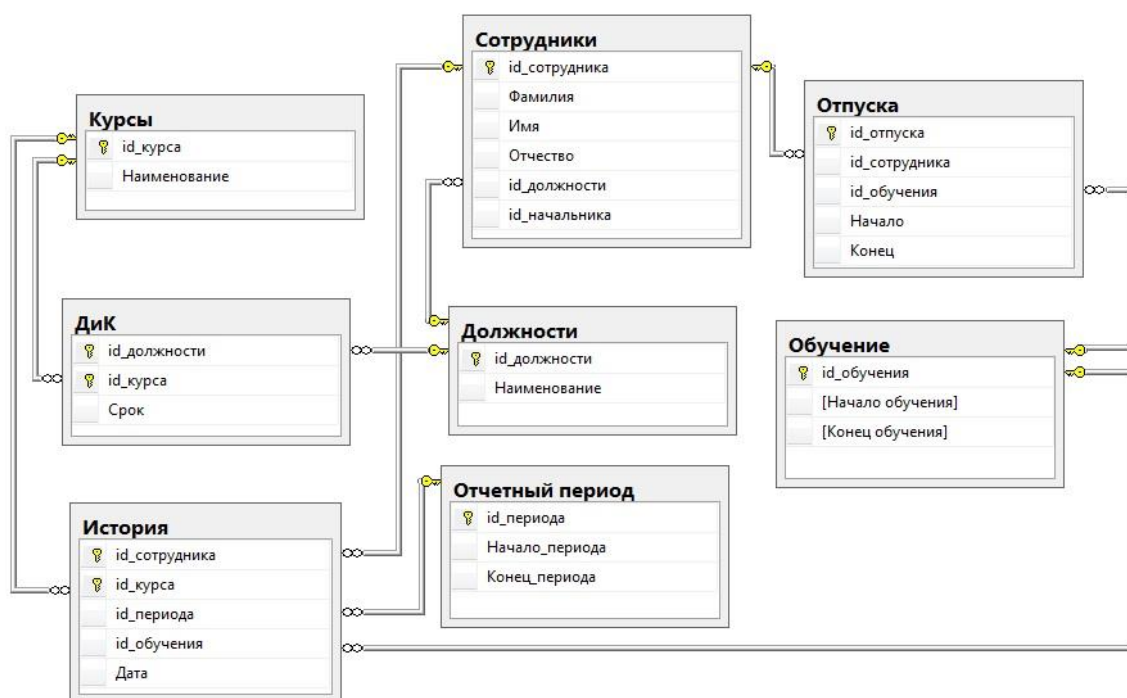 Сотрудники
id_сотрудника
Фамилия
Имя
Отчество
id_должности
id_начальника
Отпуска
id_отпуска
id_сотрудника
id_обучения
Начало
Конец
Курсы
id_курса
Наименование
ДиК
id_должности
id_курса
Срок
Должности
id_должности
Наименование
Обучение
id_обучения
[Начало обучения]
[Конец обучения]
Отчетный период
id_периода
Начало_периода
Конец_периода
История
id_сотрудника
id_курса
id_периода
id_обучения
Дата